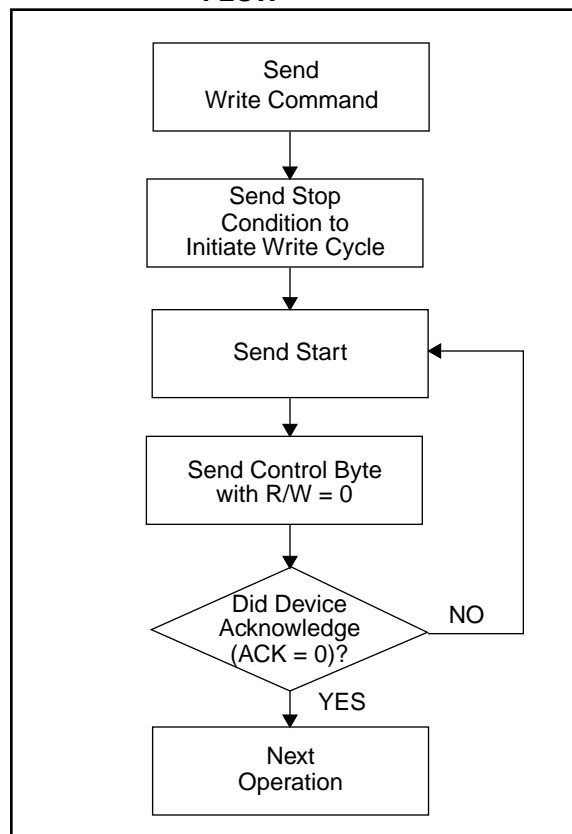 FLOW
Send
Write Command
Send Stop
Condition to
Initiate Write Cycle
Send Start
Send Control Byte
with R/W = 0
Did Device
Acknowledge
(ACK = 0)?
NO
YES
Next
Operation